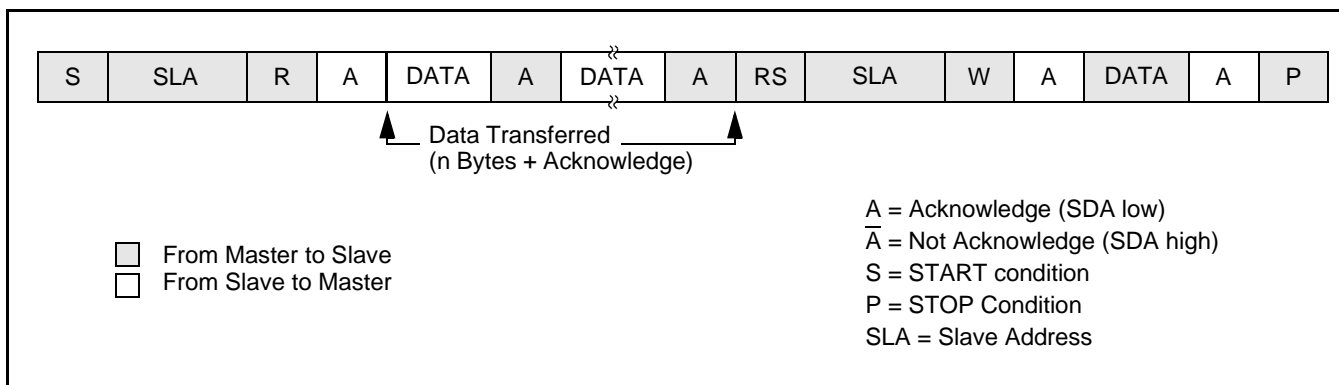 S SLA R A DATA A DATA A RS SLA W A DATA A P
Data Transferred
(n Bytes + Acknowledge)
From Master to Slave
From Slave to Master
A = Acknowledge (SDA low)
A̅ = Not Acknowledge (SDA high)
S = START condition
P = STOP Condition
SLA = Slave Address